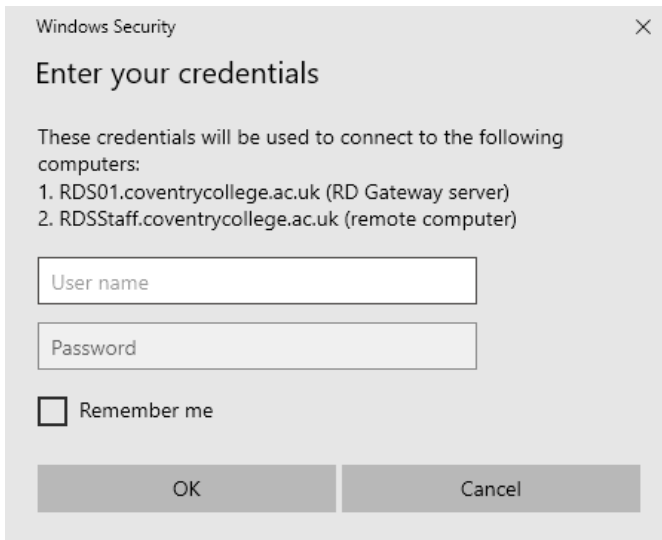 Windows Security
Enter your credentials
These credentials will be used to connect to the following
computers:
1. RDS01.coventrycollege.ac.uk (RD Gateway server)
2. RDSStaff.coventrycollege.ac.uk (remote computer)
User name
Password
Remember me
OK
Cancel